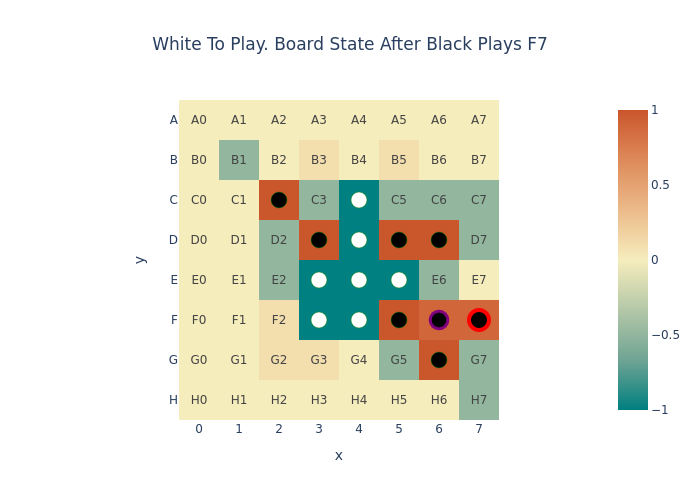 White To Play. Board State After Black Plays F7
A A0 A1 A2 A3 A4 A5 A6 A7 1
B B0 B1 B2 B3 B4 B5 B6 B7
0.5
C C0 C1 C3 C5 C6 C7
D D0 D1 D2 D7
y 0
E E0 E1 E2 E6 E7
F F0 F1 F2
−0.5
G G0 G1 G2 G3 G4 G5 G7
H H0 H1 H2 H3 H4 H5 H6 H7
−1
0 1 2 3 4 5 6 7
x